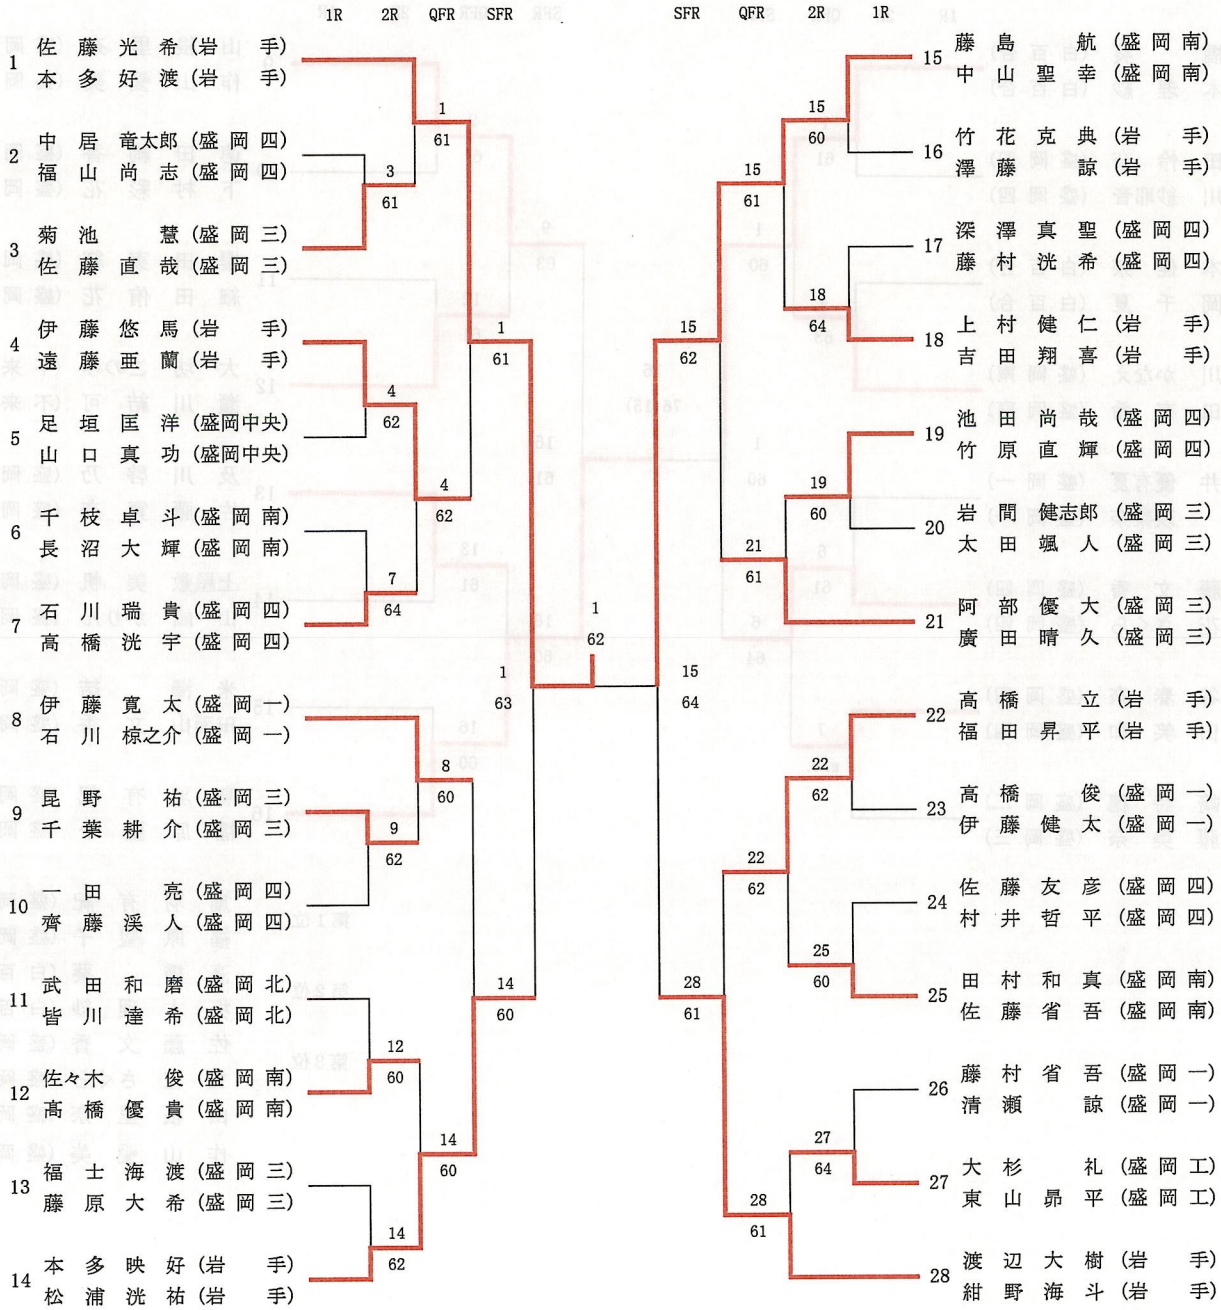 1R 2R QFR SFR SFR QFR 2R 1R
1 佐藤光希(岩手)
本多好渡(岩手)
2 中居竜太郎(盛岡四)
福山尚志(盛岡四)
3 菊池慧(盛岡三)
佐藤直哉(盛岡三)
4 伊藤悠馬(岩手)
遠藤亜蘭(岩手)
5 足垣匡洋(盛岡中央)
山口真功(盛岡中央)
6 千枝卓斗(盛岡南)
長沼大輝(盛岡南)
7 石川瑞貴(盛岡四)
高橋洸宇(盛岡四)
8 伊藤寛太(盛岡一)
石川椋之介(盛岡一)
9 昆野祐(盛岡三)
千葉耕介(盛岡三)
10 一田亮(盛岡四)
齊藤渓人(盛岡四)
11 武田和磨(盛岡北)
皆川達希(盛岡北)
12 佐々木俊(盛岡南)
髙橋優貴(盛岡南)
13 福士海渡(盛岡三)
藤原大希(盛岡三)
14 本多映好(岩手)
松浦洸祐(岩手)
3
61
4
62
7
64
9
62
12
60
14
62
1
61
4
62
8
60
14
60
1
61
14
60
1
63
1
62
15
64
15
62
28
61
15
61
21
61
22
62
28
61
15
60
18
64
19
60
22
62
25
60
27
64
15 藤島航(盛岡南)
中山聖幸(盛岡南)
16 竹花克典(岩手)
澤藤諒(岩手)
17 深澤真聖(盛岡四)
藤村洸希(盛岡四)
18 上村健仁(岩手)
吉田翔喜(岩手)
19 池田尚哉(盛岡四)
竹原直輝(盛岡四)
20 岩間健志郎(盛岡三)
太田颯人(盛岡三)
21 阿部優大(盛岡三)
廣田晴久(盛岡三)
22 高橋立(岩手)
福田昇平(岩手)
23 高橋俊(盛岡一)
伊藤健太(盛岡一)
24 佐藤友彦(盛岡四)
村井哲平(盛岡四)
25 田村和真(盛岡南)
佐藤省吾(盛岡南)
26 藤村省吾(盛岡一)
清瀬諒(盛岡一)
27 大杉礼(盛岡工)
東山昴平(盛岡工)
28 渡辺大樹(岩手)
紺野海斗(岩手)